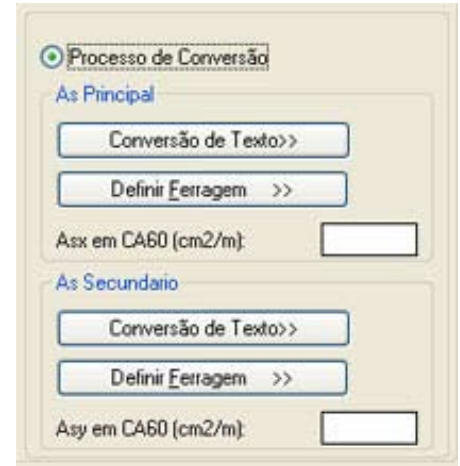 Processo de Conversão
As Principal
Conversão de Texto>>
Definir Ferragem >>
Asx em CA60 (cm2/m):
As Secundario
Conversão de Texto>>
Definir Ferragem >>
Asy em CA60 (cm2/m):